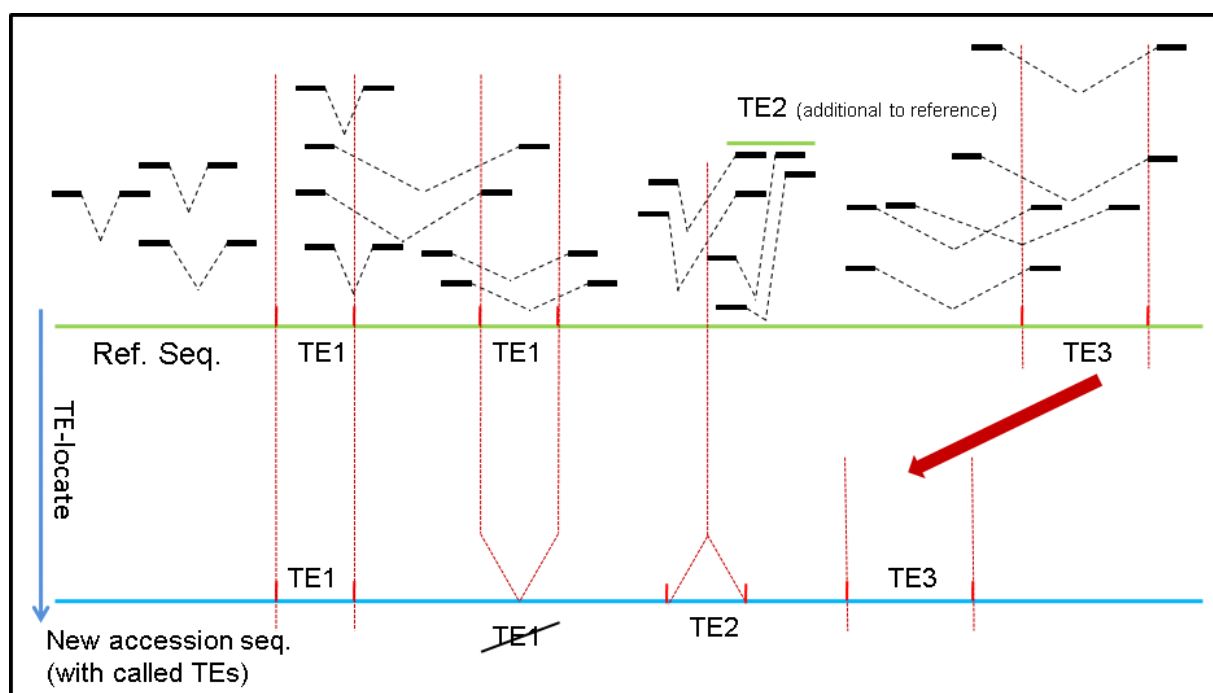 TE2 (additional to reference)
Ref. Seq.
TE1
TE1
TE3
TE-locate
TE1
TE3
TE1
TE2
New accession seq.
(with called TEs)